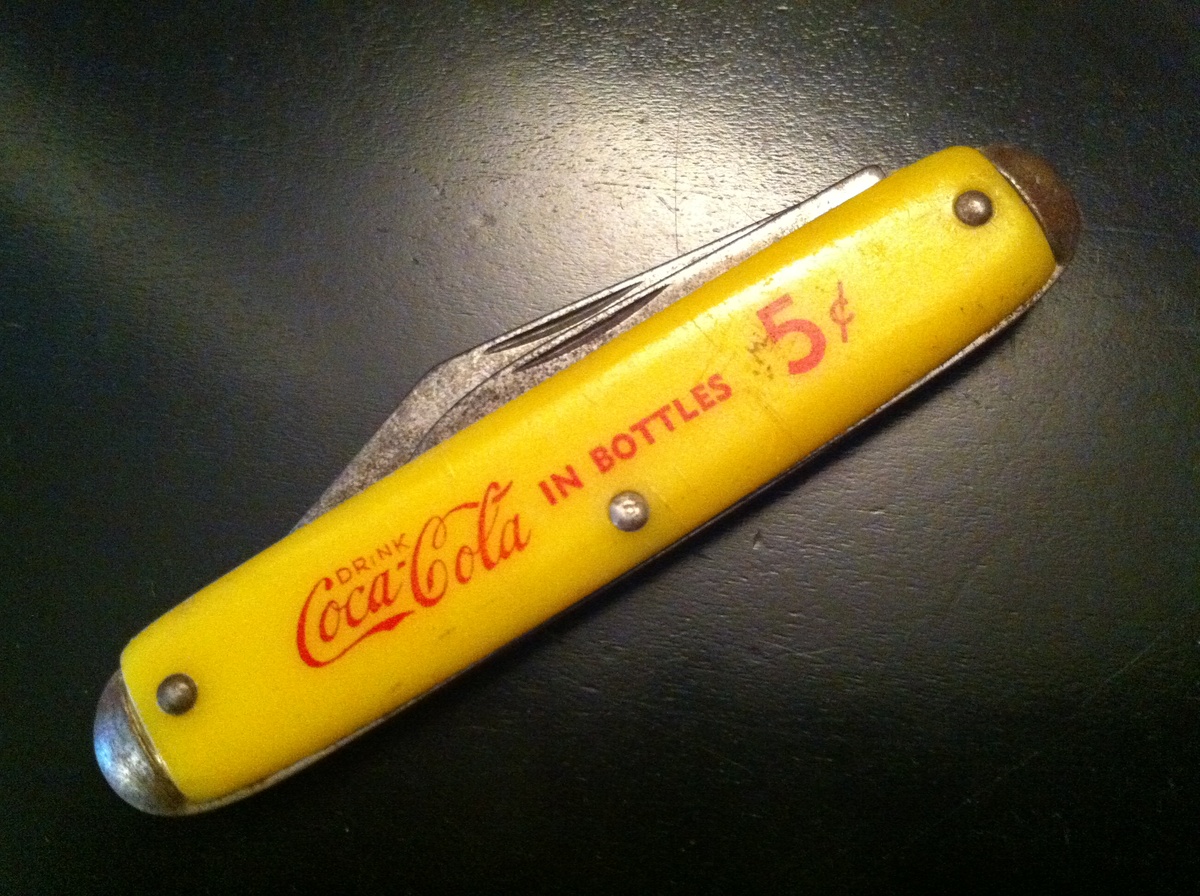 DRINK
Coca-Cola IN BOTTLES 5¢